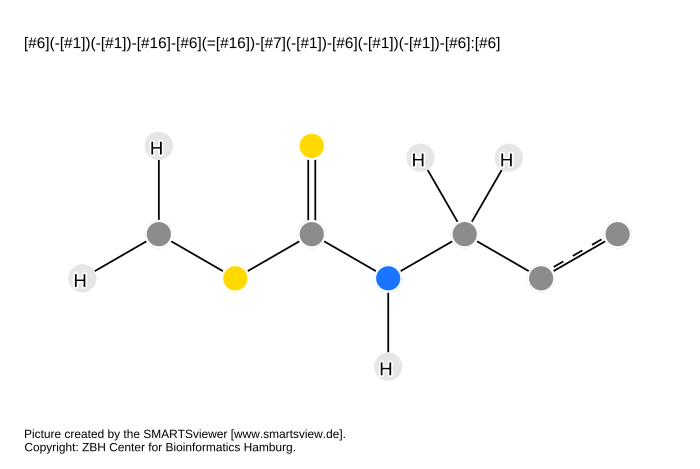 [#6](-[#1])(-[#1])-[#16]-[#6](=[#16])-[#7](-[#1])-[#6](-[#1])(-[#1])-[#6]:[#6]
H
H
H
H
H
Picture created by the SMARTSviewer [www.smartsview.de].
Copyright: ZBH Center for Bioinformatics Hamburg.